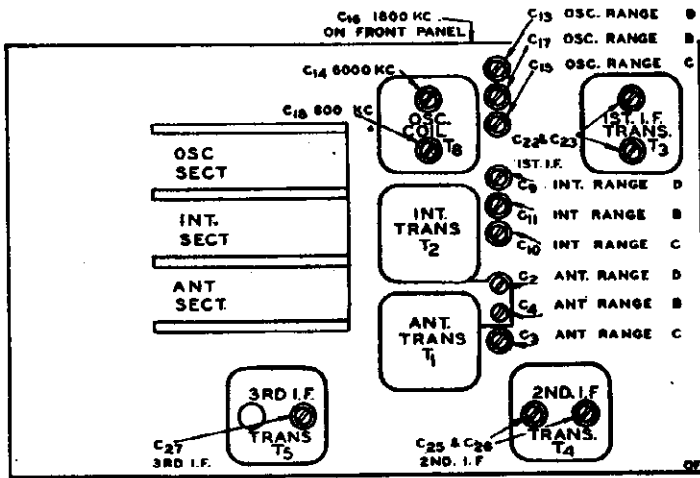 C16 1800 KC
ON FRONT PANEL
C13 OSC. RANGE D
C17 OSC. RANGE B
C15 OSC. RANGE C
C14 6000 KC
C18 600 KC
OSC.
COIL
T8
1ST. I.F.
TRANS.
T3
C22 & C23
1ST. I.F.
OSC
SECT
INT.
SECT
ANT
SECT.
INT.
TRANS
T2
ANT.
TRANS
T1
C9 INT. RANGE D
C11 INT RANGE B
C10 INT RANGE C
C2 ANT. RANGE D
C4 ANT RANGE B
C3 ANT RANGE C
3RD I.F.
TRANS
T5
C27
3RD I.F.
2ND. I.F
TRANS.
T4
C25 & C26
2ND. I.F